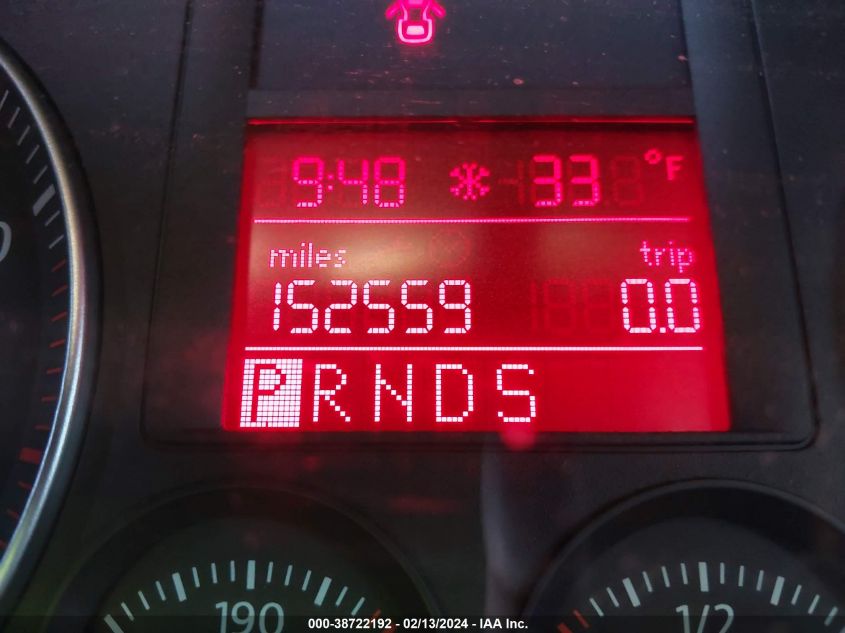 9:48 33 °F
miles trip
152559 0.0
P R N D S
190 1/2
000-38722192 - 02/13/2024 - IAA Inc.